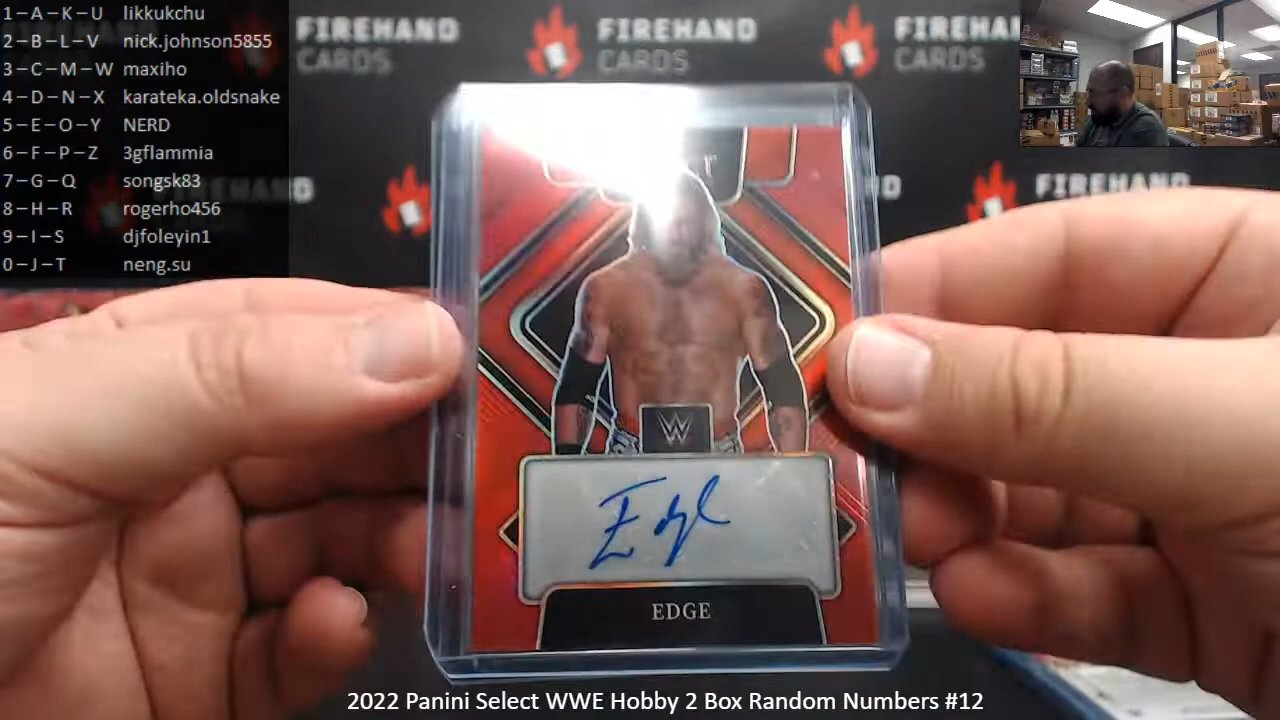 1-A-K-U likkukchu
2-B-L-V nick.johnson5855
3-C-M-W maxiho
4-D-N-X karateka.oldsnake
5-E-O-Y NERD
6-F-P-Z 3gflammia
7-G-Q songsk83
8-H-R rogerho456
9-I-S djfoleyin1
0-J-T neng.su
FIREHAND
CARDS
FIREHAND
CARDS
FIREHA
CARDS
FIREHAND
W
Edge
EDGE
2022 Panini Select WWE Hobby 2 Box Random Numbers #12